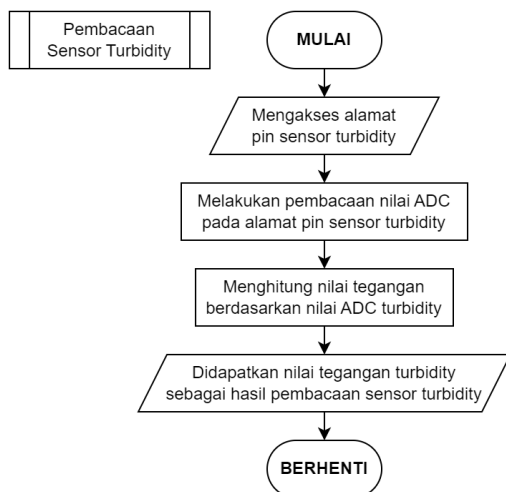 Pembacaan
Sensor Turbidity
MULAI
Mengakses alamat
pin sensor turbidity
Melakukan pembacaan nilai ADC
pada alamat pin sensor turbidity
Menghitung nilai tegangan
berdasarkan nilai ADC turbidity
Didapatkan nilai tegangan turbidity
sebagai hasil pembacaan sensor turbidity
BERHENTI